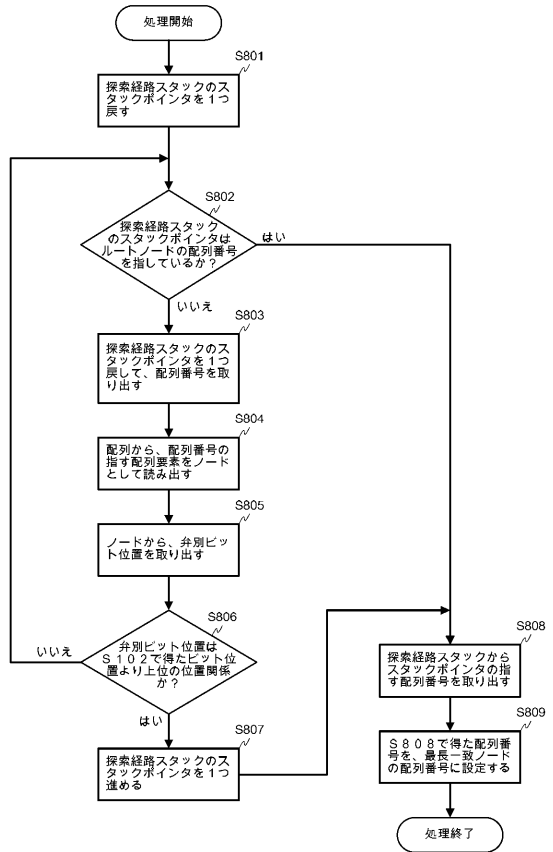 処理開始
S801
探索経路スタックのス
タックポインタを１つ
戻す
S802
探索経路スタック
のスタックポインタは
ルートノードの配列番号
を指しているか？
はい
いいえ
S803
探索経路スタックのス
タックポインタを１つ
戻して、配列番号を取
り出す
S804
配列から、配列番号の
指す配列要素をノード
として読み出す
S805
ノードから、弁別ビッ
ト位置を取り出す
S806
弁別ビット位置は
Ｓ１０２で得たビット位
置より上位の位置関係
か？
いいえ
はい
S807
探索経路スタックのス
タックポインタを１つ
進める
S808
探索経路スタックから
スタックポインタの指
す配列番号を取り出す
S809
Ｓ８０８で得た配列番
号を、最長一致ノード
の配列番号に設定する
処理終了